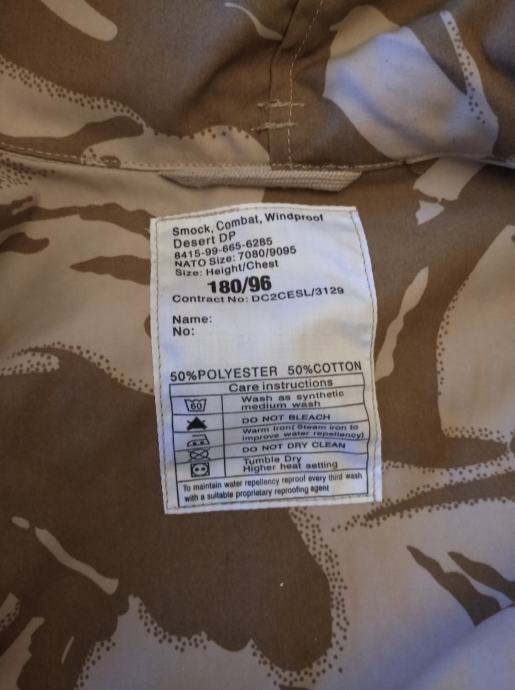 Smock, Combat, Windproof
Desert DP
8415-99-665-6285
NATO Size: 7080/9095
Size: Height/Chest
180/96
Contract No: DC2CESL/3129
Name:
No:
50%POLYESTER 50%COTTON
Care instructions
60
Wash as synthetic
medium wash
DO NOT BLEACH
Warm Iron( Steam iron to
improve water repellency)
DO NOT DRY CLEAN
Tumble Dry
Higher heat setting
To maintain water repellency reproof every third wash
with a suitable proprietary reproofing agent